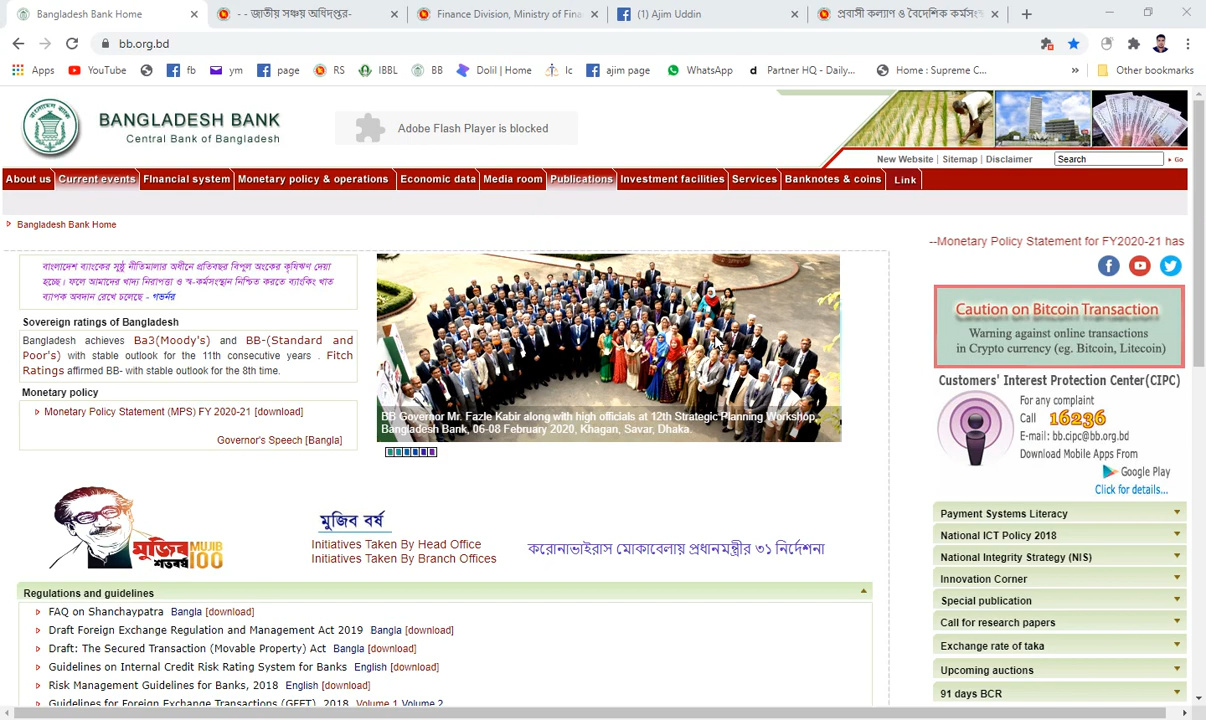 Bangladesh Bank Home
- - জাতীয় সঞ্চয় অধিদপ্তর-
Finance Division, Ministry of Fina
(1) Ajim Uddin
প্রবাসী কল্যাণ ও বৈদেশিক কর্মসংস্
bb.org.bd
Apps
YouTube
fb
ym
page
RS
IBBL
BB
Dolil | Home
lc
ajim page
WhatsApp
Partner HQ - Daily...
Home : Supreme C...
»
Other bookmarks
BANGLADESH BANK
Central Bank of Bangladesh
Adobe Flash Player is blocked
New Website | Sitemap | Disclaimer
Search
Go
About us
Current events
Financial system
Monetary policy & operations
Economic data
Media room
Publications
Investment facilities
Services
Banknotes & coins
Link
Bangladesh Bank Home
--Monetary Policy Statement for FY2020-21 has
বাংলাদেশ ব্যাংকের সুষ্ঠু নীতিমালার অধীনে প্রতিবছর বিপুল অংকের কৃষিঋণ দেয়া
হচ্ছে। ফলে আমাদের খাদ্য নিরাপত্তা ও স্ব-কর্মসংস্থান নিশ্চিত করতে ব্যাংকিং খাত
ব্যাপক অবদান রেখে চলেছে - গভর্নর
Sovereign ratings of Bangladesh
Bangladesh achieves Ba3(Moody's) and BB-(Standard and
Poor's) with stable outlook for the 11th consecutive years . Fitch
Ratings affirmed BB- with stable outlook for the 8th time.
Monetary policy
Monetary Policy Statement (MPS) FY 2020-21 [download]
Governor's Speech [Bangla]
BB Governor Mr. Fazle Kabir along with high officials at 12th Strategic Planning Workshop,
Bangladesh Bank, 06-08 February 2020, Khagan, Savar, Dhaka.
Caution on Bitcoin Transaction
Warning against online transactions
in Crypto currency (eg. Bitcoin, Litecoin)
Customers' Interest Protection Center(CIPC)
For any complaint
Call 16236
E-mail: bb.cipc@bb.org.bd
Download Mobile Apps From
Google Play
Click for details...
মুজিব শতবর্ষ MUJIB 100
মুজিব বর্ষ
Initiatives Taken By Head Office
Initiatives Taken By Branch Offices
করোনাভাইরাস মোকাবেলায় প্রধানমন্ত্রীর ৩১ নির্দেশনা
Regulations and guidelines
FAQ on Shanchaypatra Bangla [download]
Draft Foreign Exchange Regulation and Management Act 2019 Bangla [download]
Draft: The Secured Transaction (Movable Property) Act Bangla [download]
Guidelines on Internal Credit Risk Rating System for Banks English [download]
Risk Management Guidelines for Banks, 2018 English [download]
Guidelines for Foreign Exchange Transactions (GFET), 2018 Volume 1 Volume 2
Payment Systems Literacy
National ICT Policy 2018
National Integrity Strategy (NIS)
Innovation Corner
Special publication
Call for research papers
Exchange rate of taka
Upcoming auctions
91 days BCR